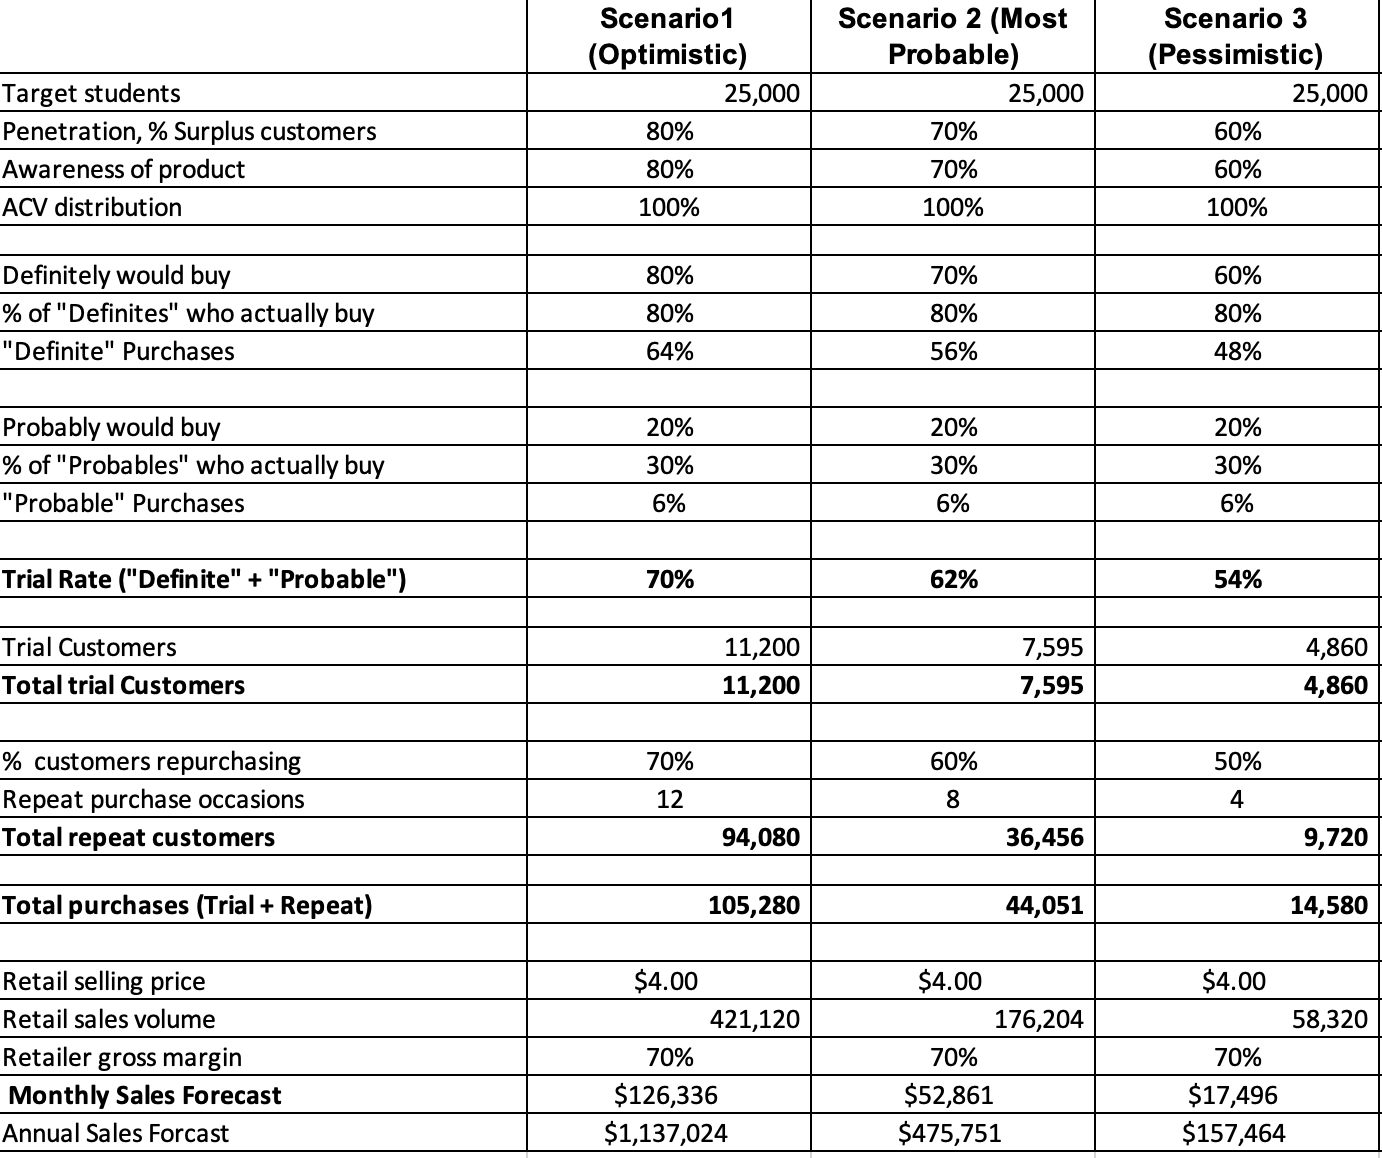 Scenario1 (Optimistic) Scenario 2 (Most Probable) Scenario 3 (Pessimistic)
Target students 25,000 25,000 25,000
Penetration, % Surplus customers 80% 70% 60%
Awareness of product 80% 70% 60%
ACV distribution 100% 100% 100%
Definitely would buy 80% 70% 60%
% of "Definites" who actually buy 80% 80% 80%
"Definite" Purchases 64% 56% 48%
Probably would buy 20% 20% 20%
% of "Probables" who actually buy 30% 30% 30%
"Probable" Purchases 6% 6% 6%
Trial Rate ("Definite" + "Probable") 70% 62% 54%
Trial Customers 11,200 7,595 4,860
Total trial Customers 11,200 7,595 4,860
% customers repurchasing 70% 60% 50%
Repeat purchase occasions 12 8 4
Total repeat customers 94,080 36,456 9,720
Total purchases (Trial + Repeat) 105,280 44,051 14,580
Retail selling price $4.00 $4.00 $4.00
Retail sales volume 421,120 176,204 58,320
Retailer gross margin 70% 70% 70%
Monthly Sales Forecast $126,336 $52,861 $17,496
Annual Sales Forcast $1,137,024 $475,751 $157,464